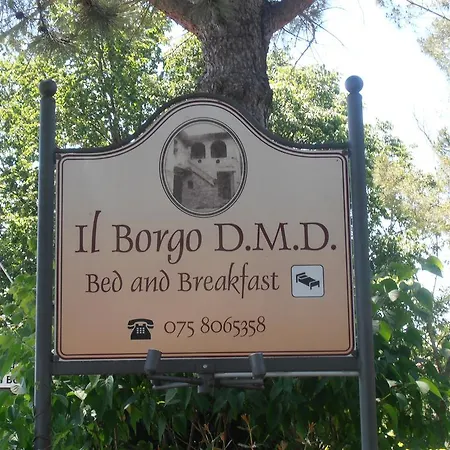 Il Borgo D.M.D.
Bed and Breakfast
075 8065358